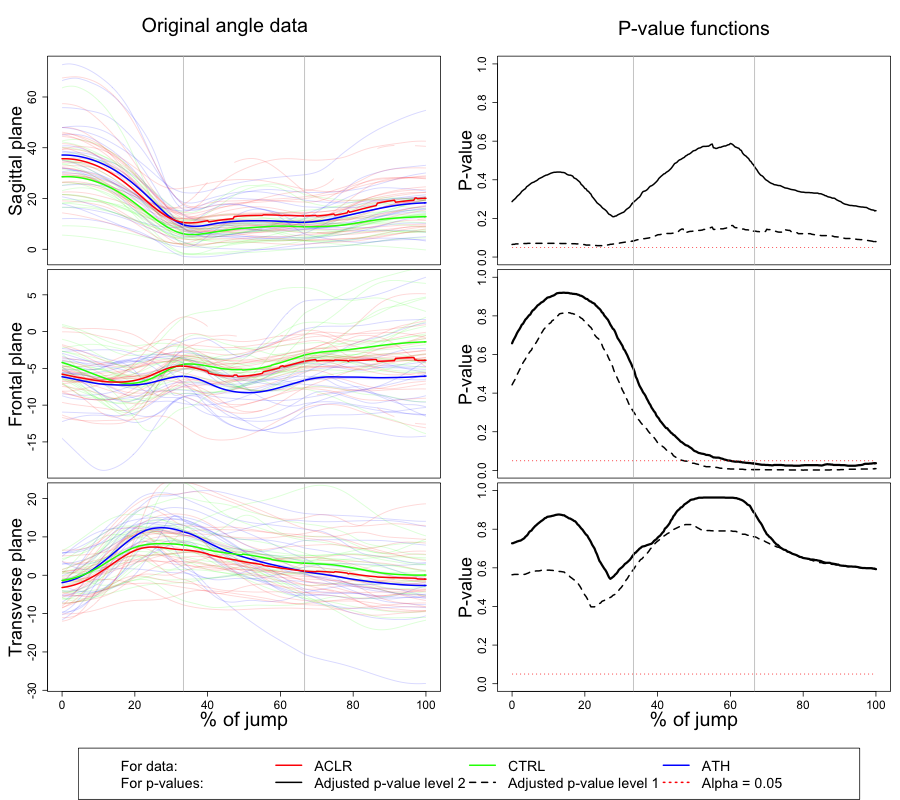 Original angle data
P-value functions
Sagittal plane
0
20
40
60
P-value
0.0
0.2
0.4
0.6
0.8
1.0
Frontal plane
-15
-10
-5
0
5
P-value
0.0
0.2
0.4
0.6
0.8
1.0
Transverse plane
-30
-20
10
0
10
20
P-value
0.0
0.2
0.4
0.6
0.8
1.0
0 20 40 60 80 100
% of jump
0 20 40 60 80 100
% of jump
For data: ACLR CTRL ATH
For p-values: Adjusted p-value level 2 Adjusted p-value level 1 Alpha = 0.05